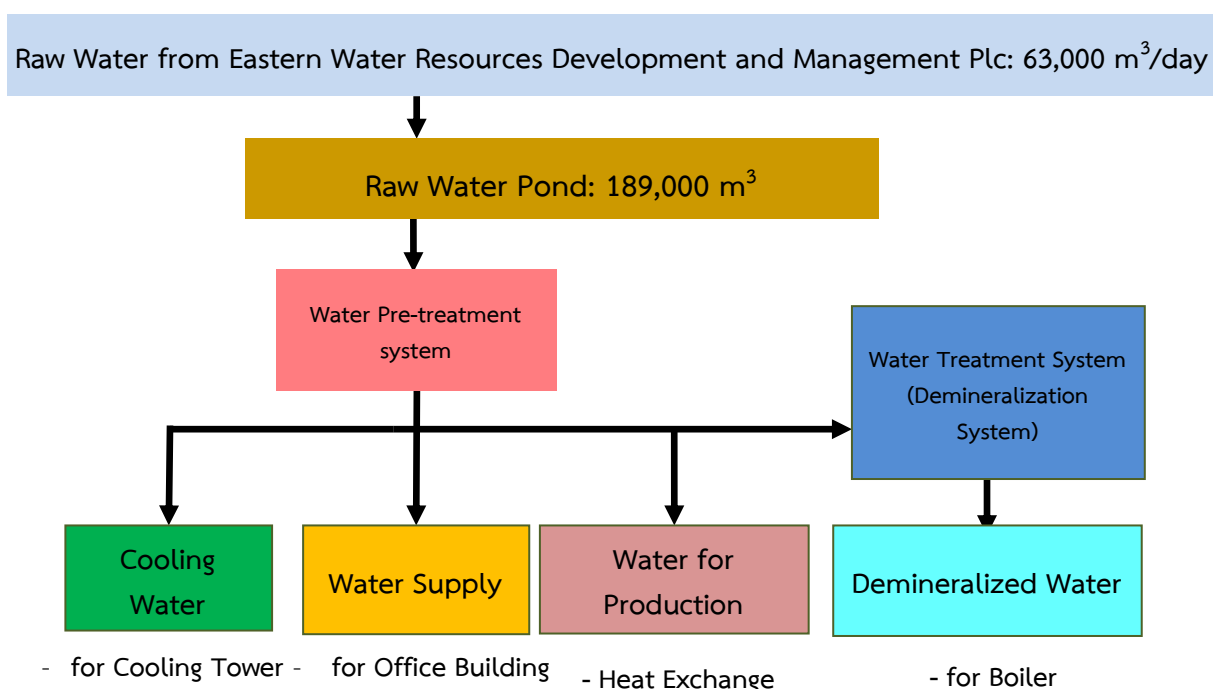 Raw Water from Eastern Water Resources Development and Management Plc: 63,000 m³/day
Raw Water Pond: 189,000 m³
Water Pre-treatment
system
Water Treatment System
(Demineralization
System)
Cooling
Water
Water Supply
Water for
Production
Demineralized Water
- for Cooling Tower
- for Office Building
- Heat Exchange
- for Boiler